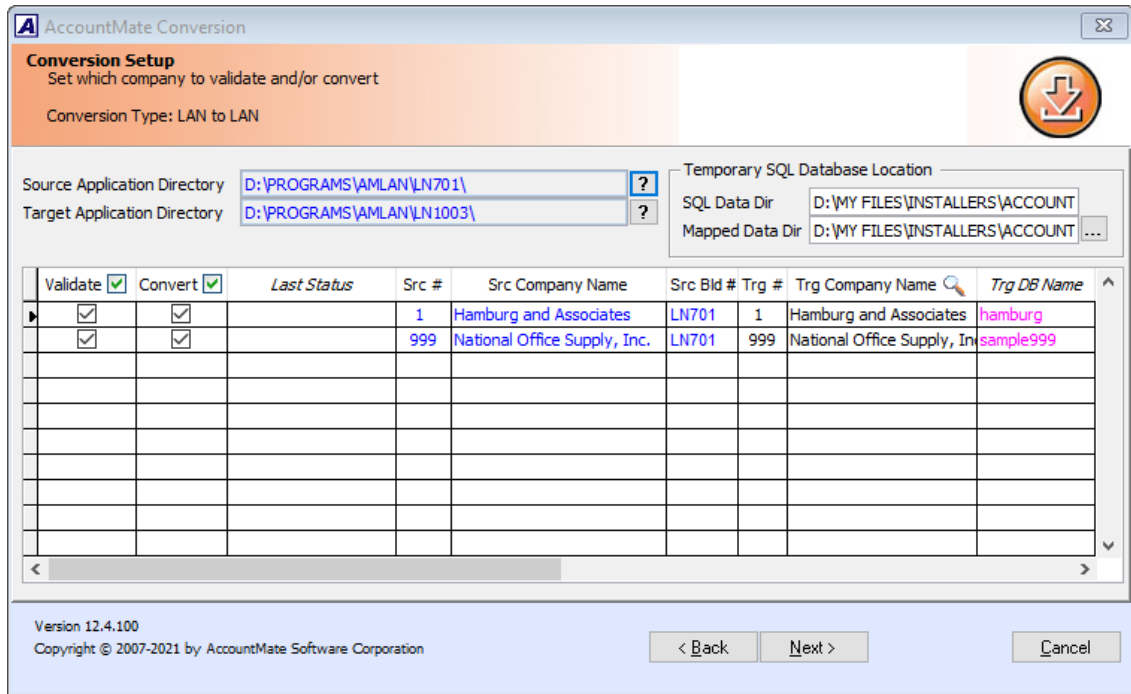 AccountMate Conversion
Conversion Setup
Set which company to validate and/or convert
Conversion Type: LAN to LAN
Source Application Directory D:\PROGRAMS\AMLAN\LN701\ ?
Target Application Directory D:\PROGRAMS\AMLAN\LN1003\ ?
Temporary SQL Database Location
SQL Data Dir D:\MY FILES\INSTALLERS\ACCOUNT
Mapped Data Dir D:\MY FILES\INSTALLERS\ACCOUNT ...
Validate Convert Last Status Src # Src Company Name Src Bld # Trg # Trg Company Name Trg DB Name
1 Hamburg and Associates LN701 1 Hamburg and Associates hamburg
999 National Office Supply, Inc. LN701 999 National Office Supply, In sample999
Version 12.4.100
Copyright © 2007-2021 by AccountMate Software Corporation
< Back Next > Cancel